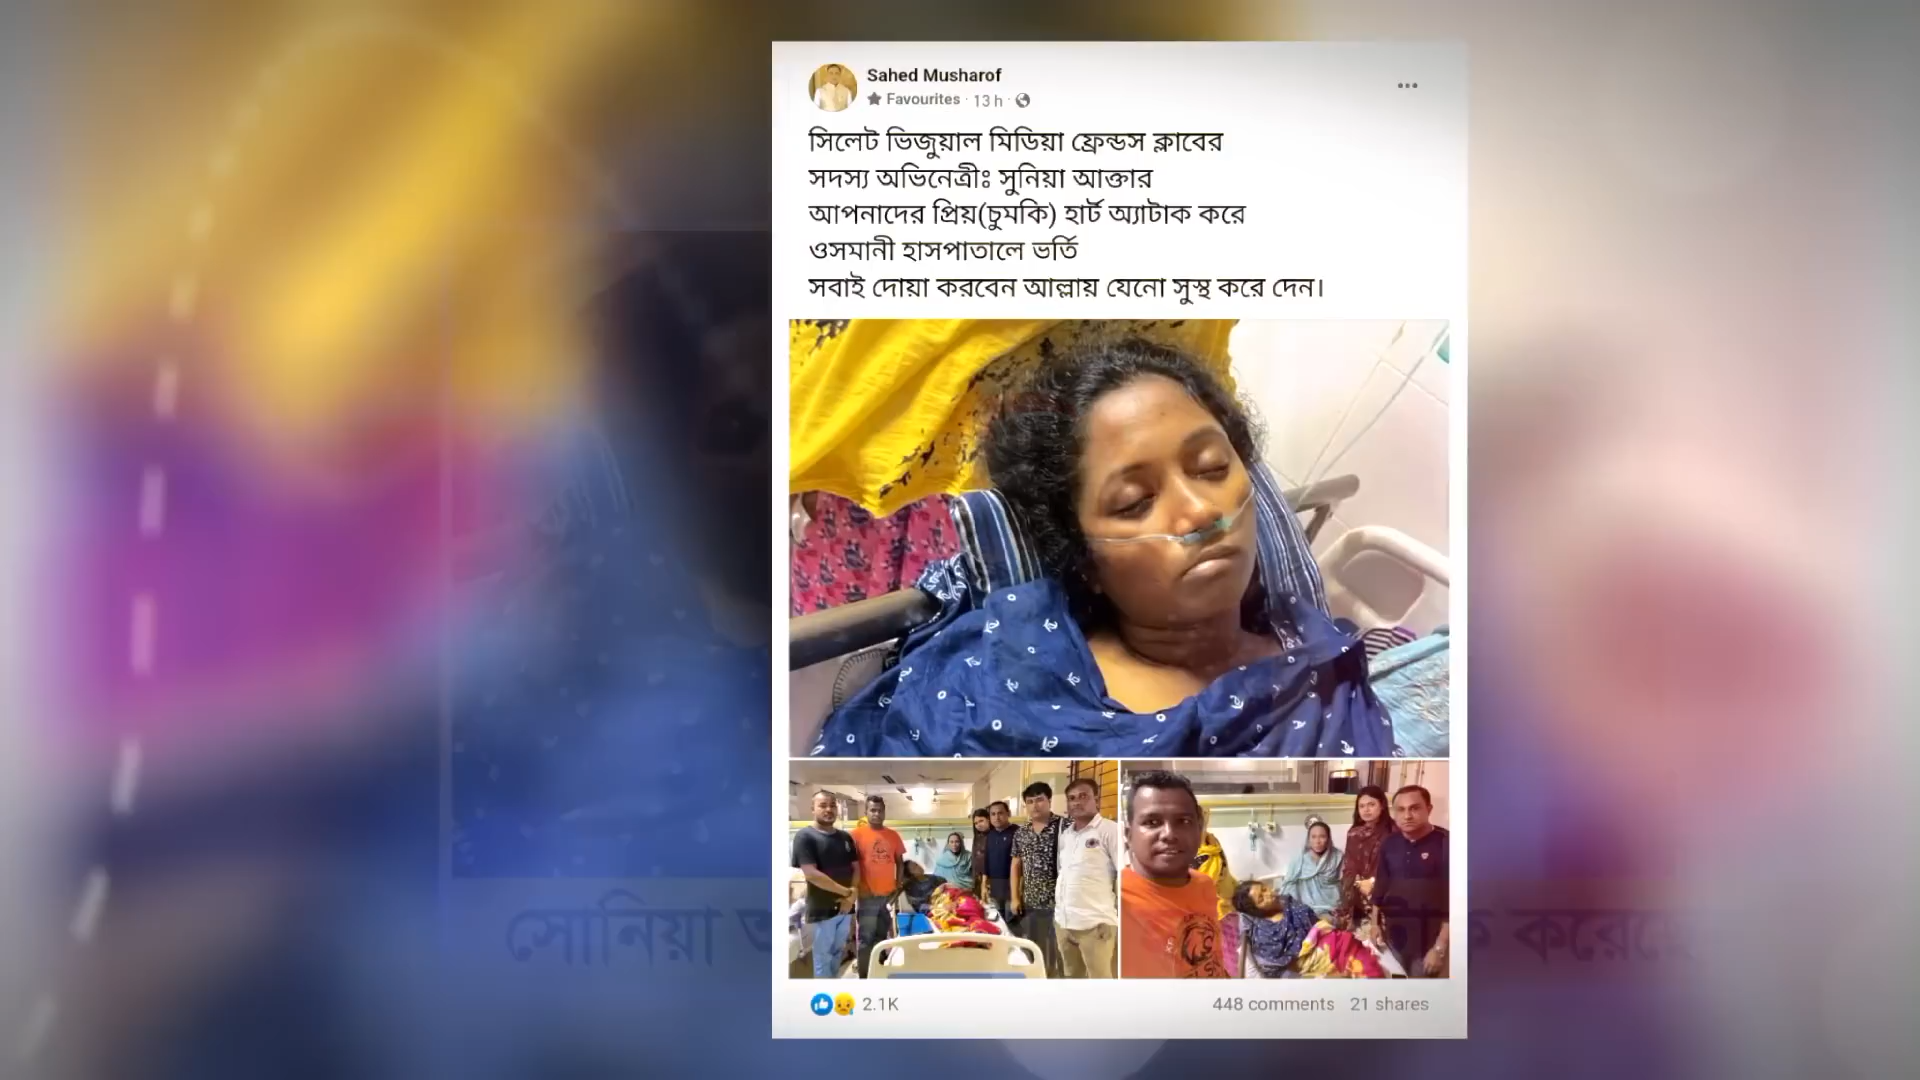 Sahed Musharof
Favourites · 13 h ·
সিলেট ভিজুয়াল মিডিয়া ফ্রেন্ডস ক্লাবের
সদস্য অভিনেত্রীঃ সুনিয়া আক্তার
আপনাদের প্রিয়(চুমকি) হার্ট অ্যাটাক করে
ওসমানী হাসপাতালে ভর্তি
সবাই দোয়া করবেন আল্লায় যেনো সুস্থ করে দেন।
সোনিয়া
2.1K
448 comments 21 shares